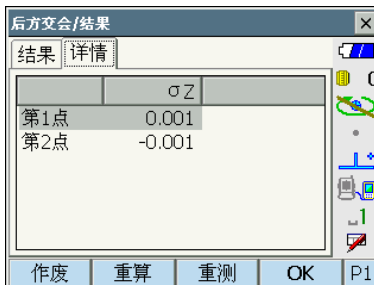 后方交会/结果
结果 详情
σZ
第1点 0.001
第2点 -0.001
1
作废 重算 重测 OK P1